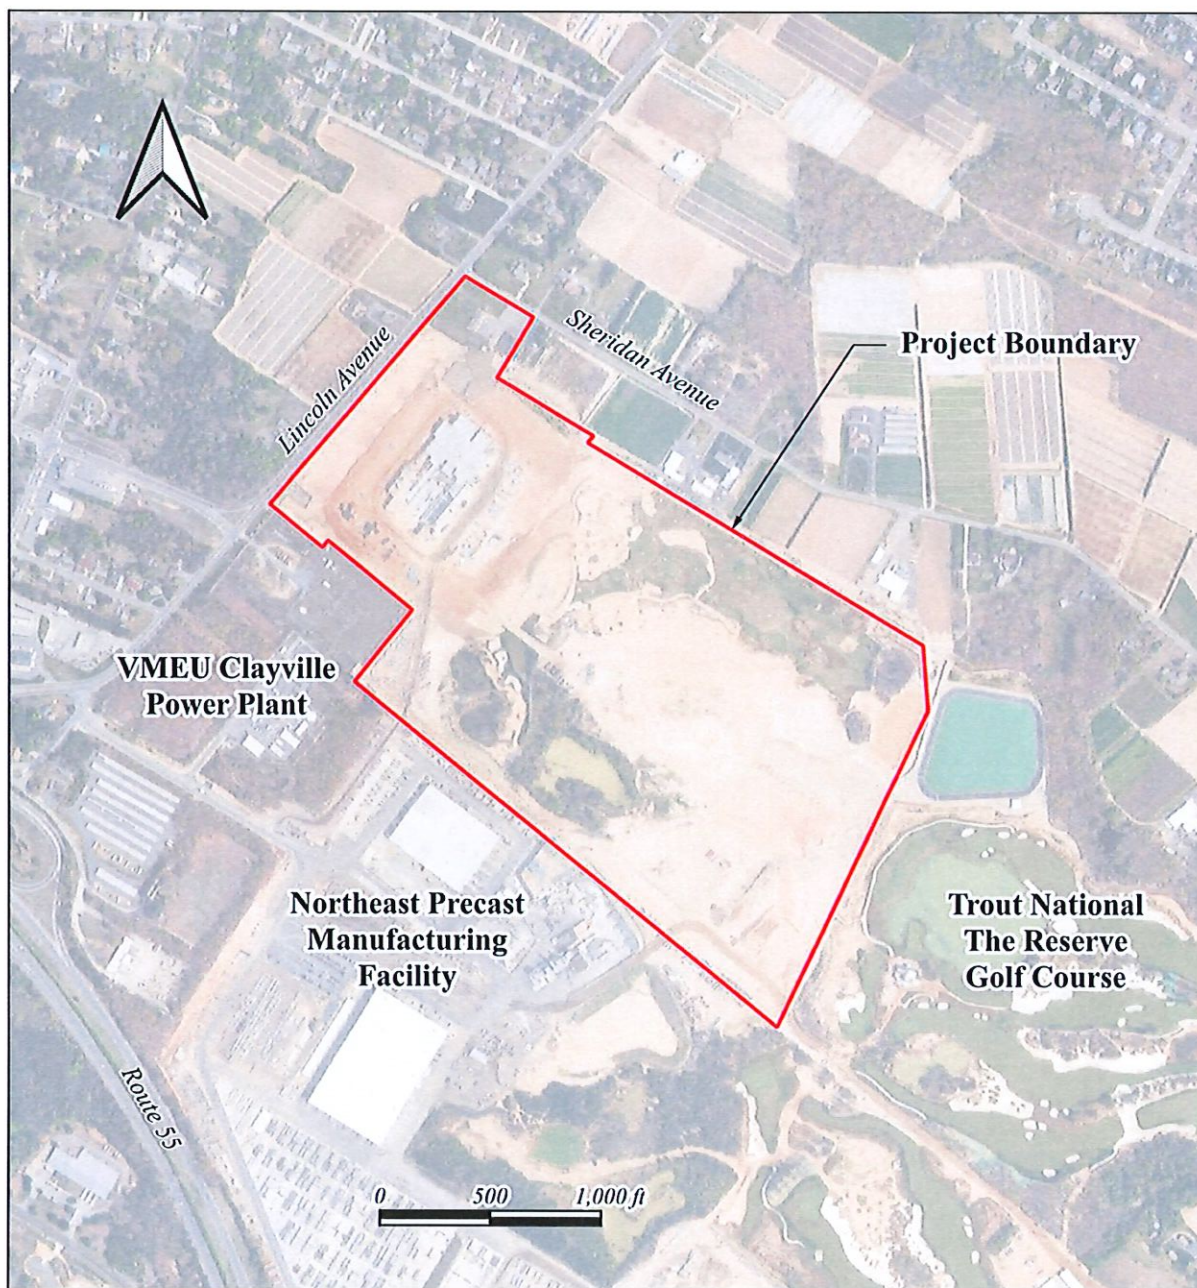 Lincoln Avenue
Sheridan Avenue
Project Boundary
VMEU Clayville
Power Plant
Northeast Precast
Manufacturing
Facility
Trout National
The Reserve
Golf Course
Route 55
0 500 1,000 ft